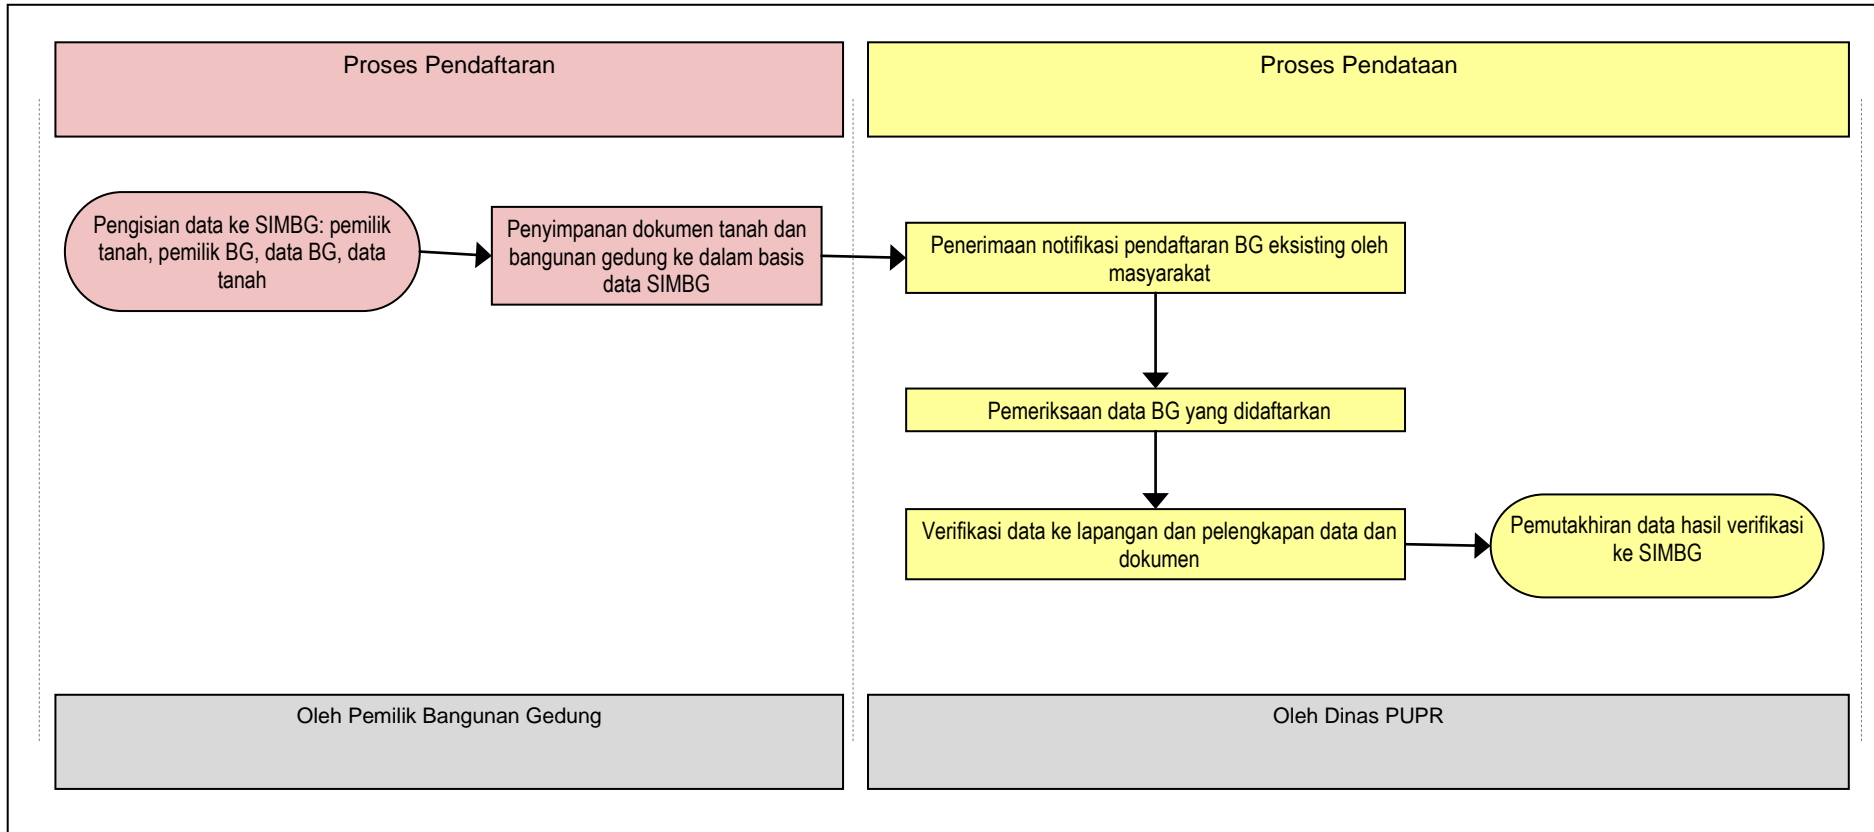 Proses Pendaftaran
Proses Pendataan
Pengisian data ke SIMBG: pemilik
tanah, pemilik BG, data BG, data
tanah
Penyimpanan dokumen tanah dan
bangunan gedung ke dalam basis
data SIMBG
Penerimaan notifikasi pendaftaran BG eksisting oleh
masyarakat
Pemeriksaan data BG yang didaftarkan
Verifikasi data ke lapangan dan pelengkapan data dan
dokumen
Pemutakhiran data hasil verifikasi
ke SIMBG
Oleh Pemilik Bangunan Gedung
Oleh Dinas PUPR